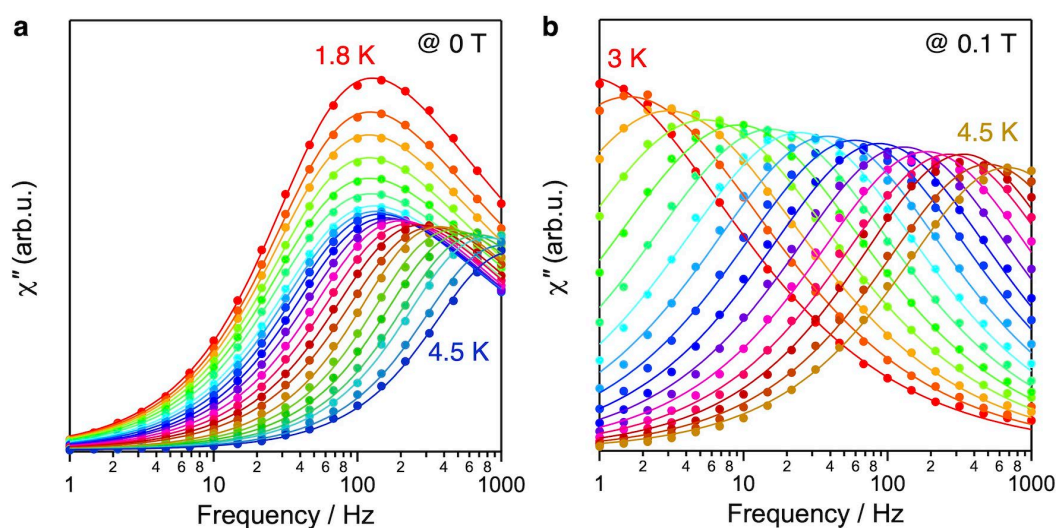 a
@ 0 T
1.8 K
4.5 K
χ″ (arb.u.)
1 2 4 6 8 10 2 4 6 8 100 2 4 6 8 1000
Frequency / Hz
b
@ 0.1 T
3 K
4.5 K
χ″ (arb.u.)
1 2 4 6 8 10 2 4 6 8 100 2 4 6 8 1000
Frequency / Hz